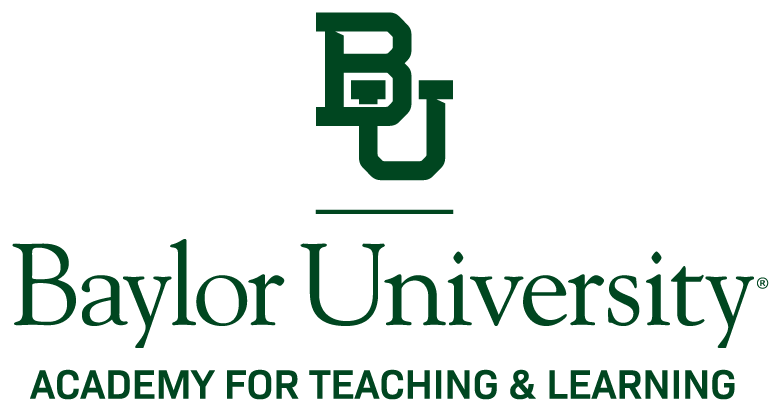 BU
Baylor University®
ACADEMY FOR TEACHING & LEARNING